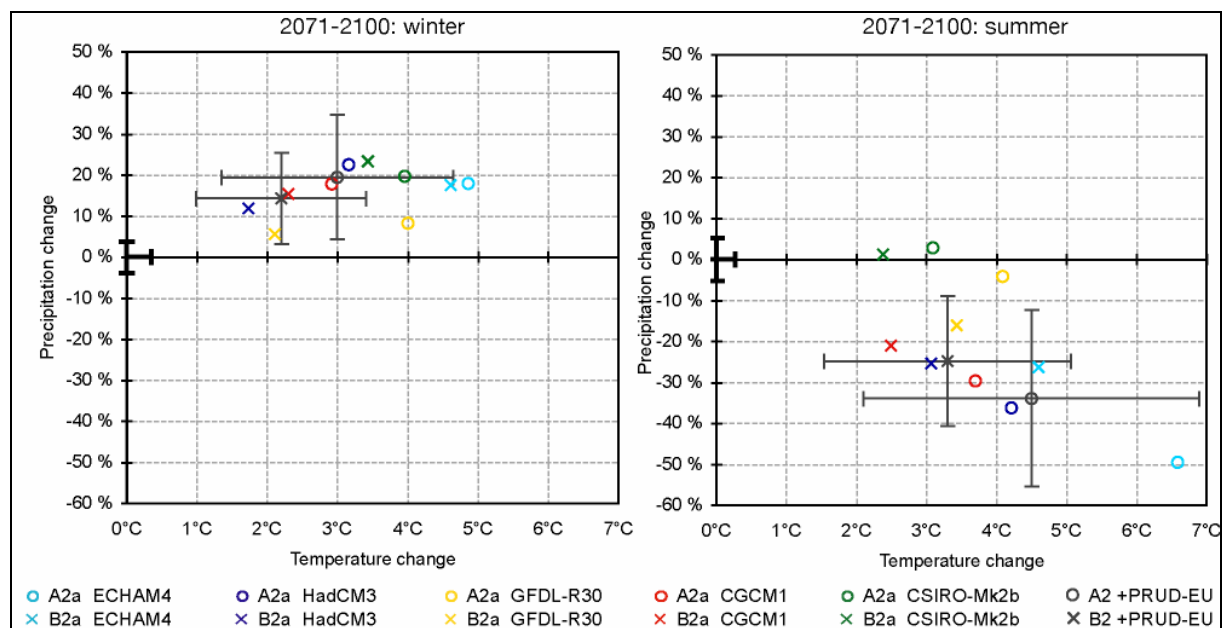 2071-2100: winter
50 %
40 %
30 %
20 %
10 %
0 %
-10 %
-20 %
-30 %
-40 %
-50 %
-60 %
Precipitation change
0°C 1°C 2°C 3°C 4°C 5°C 6°C 7°C
Temperature change
2071-2100: summer
50 %
40 %
30 %
20 %
10 %
0 %
-10 %
-20 %
-30 %
-40 %
-50 %
-60 %
Precipitation change
0°C 1°C 2°C 3°C 4°C 5°C 6°C 7°C
Temperature change
A2a ECHAM4 A2a HadCM3 A2a GFDL-R30 A2a CGCM1 A2a CSIRO-Mk2b A2 +PRUD-EU
B2a ECHAM4 B2a HadCM3 B2a GFDL-R30 B2a CGCM1 B2a CSIRO-Mk2b B2 +PRUD-EU